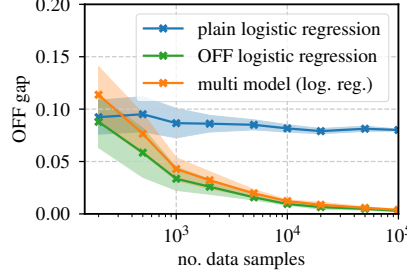 0.20
0.15
0.10
0.05
0.00
OFF gap
plain logistic regression
OFF logistic regression
multi model (log. reg.)
10³
10⁴
10⁵
no. data samples